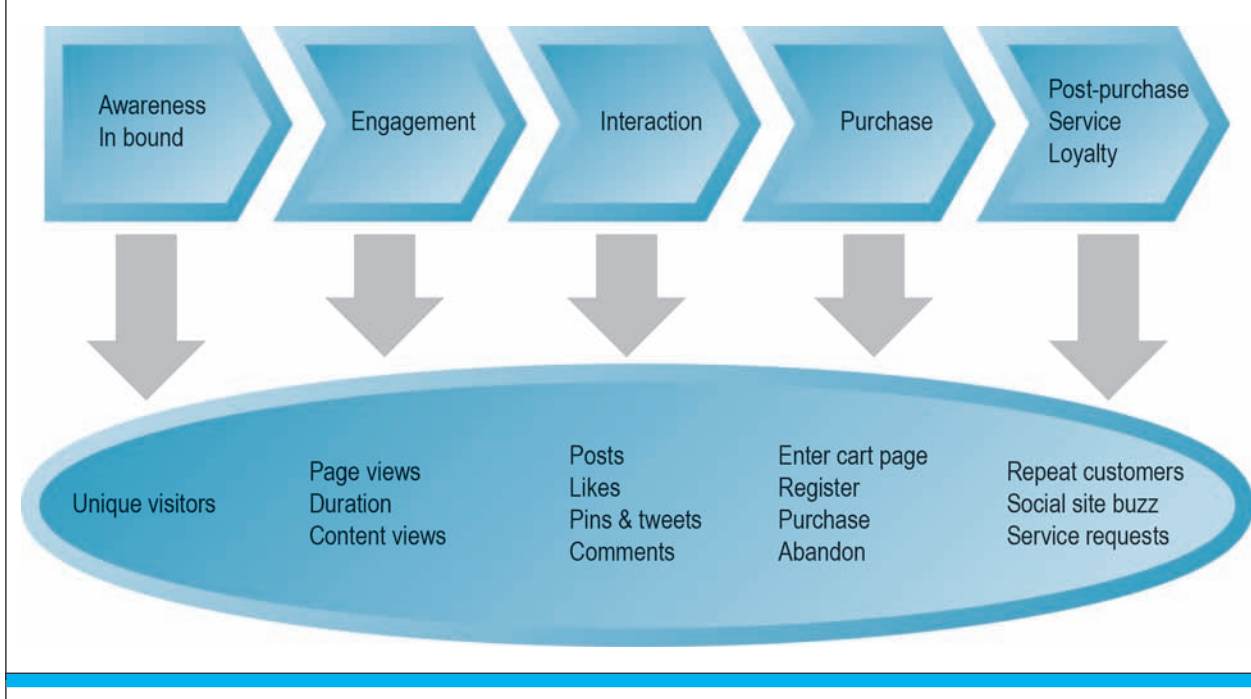 Awareness
In bound
Engagement
Interaction
Purchase
Post-purchase
Service
Loyalty
Unique visitors
Page views
Duration
Content views
Posts
Likes
Pins & tweets
Comments
Enter cart page
Register
Purchase
Abandon
Repeat customers
Social site buzz
Service requests